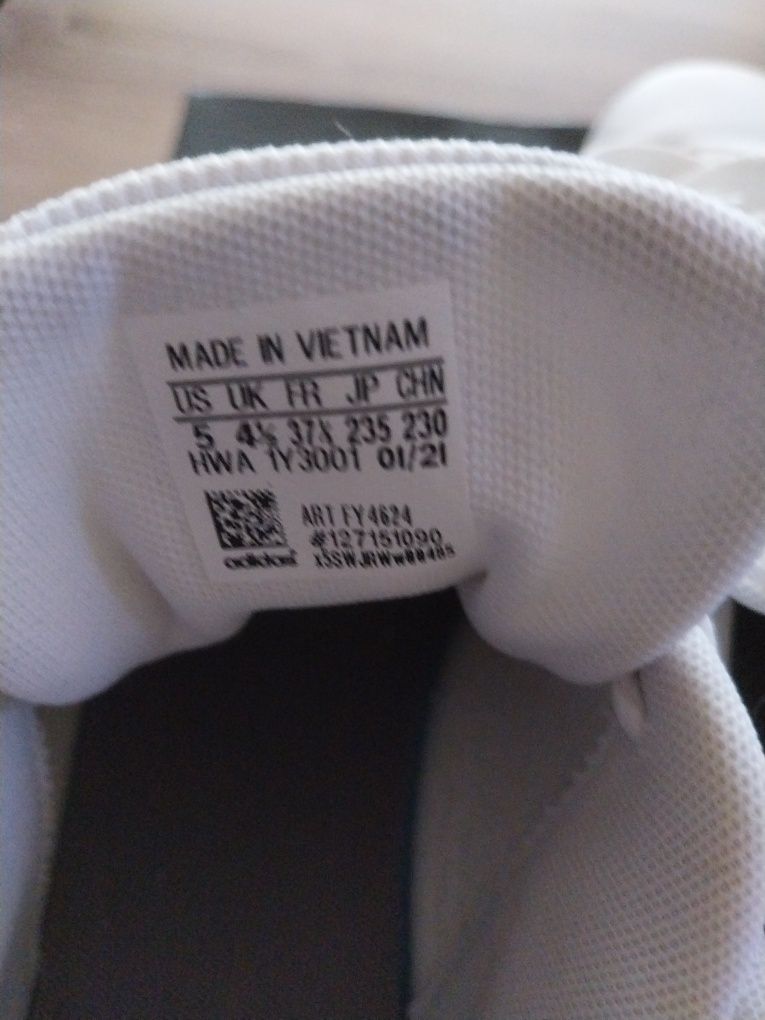 MADE IN VIETNAM
US UK FR JP CHN
5 4½ 37⅓ 235 230
HWA 1Y3001 01/21
ART FY4624
#127151090
adidas